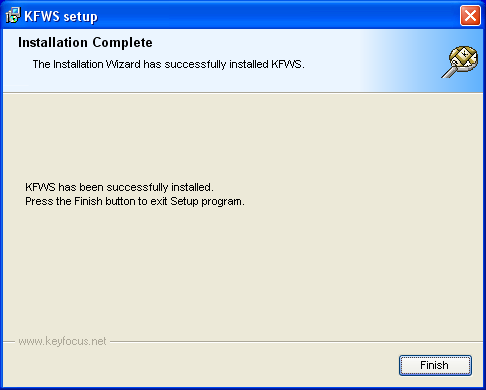 KFWS setup
Installation Complete
The Installation Wizard has successfully installed KFWS.
KFWS has been successfully installed.
Press the Finish button to exit Setup program.
www.keyfocus.net
Finish